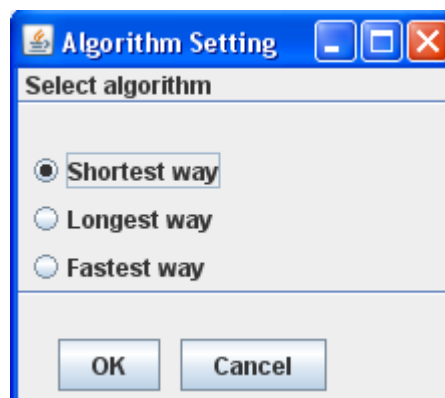 Algorithm Setting
Select algorithm
Shortest way
Longest way
Fastest way
OK Cancel